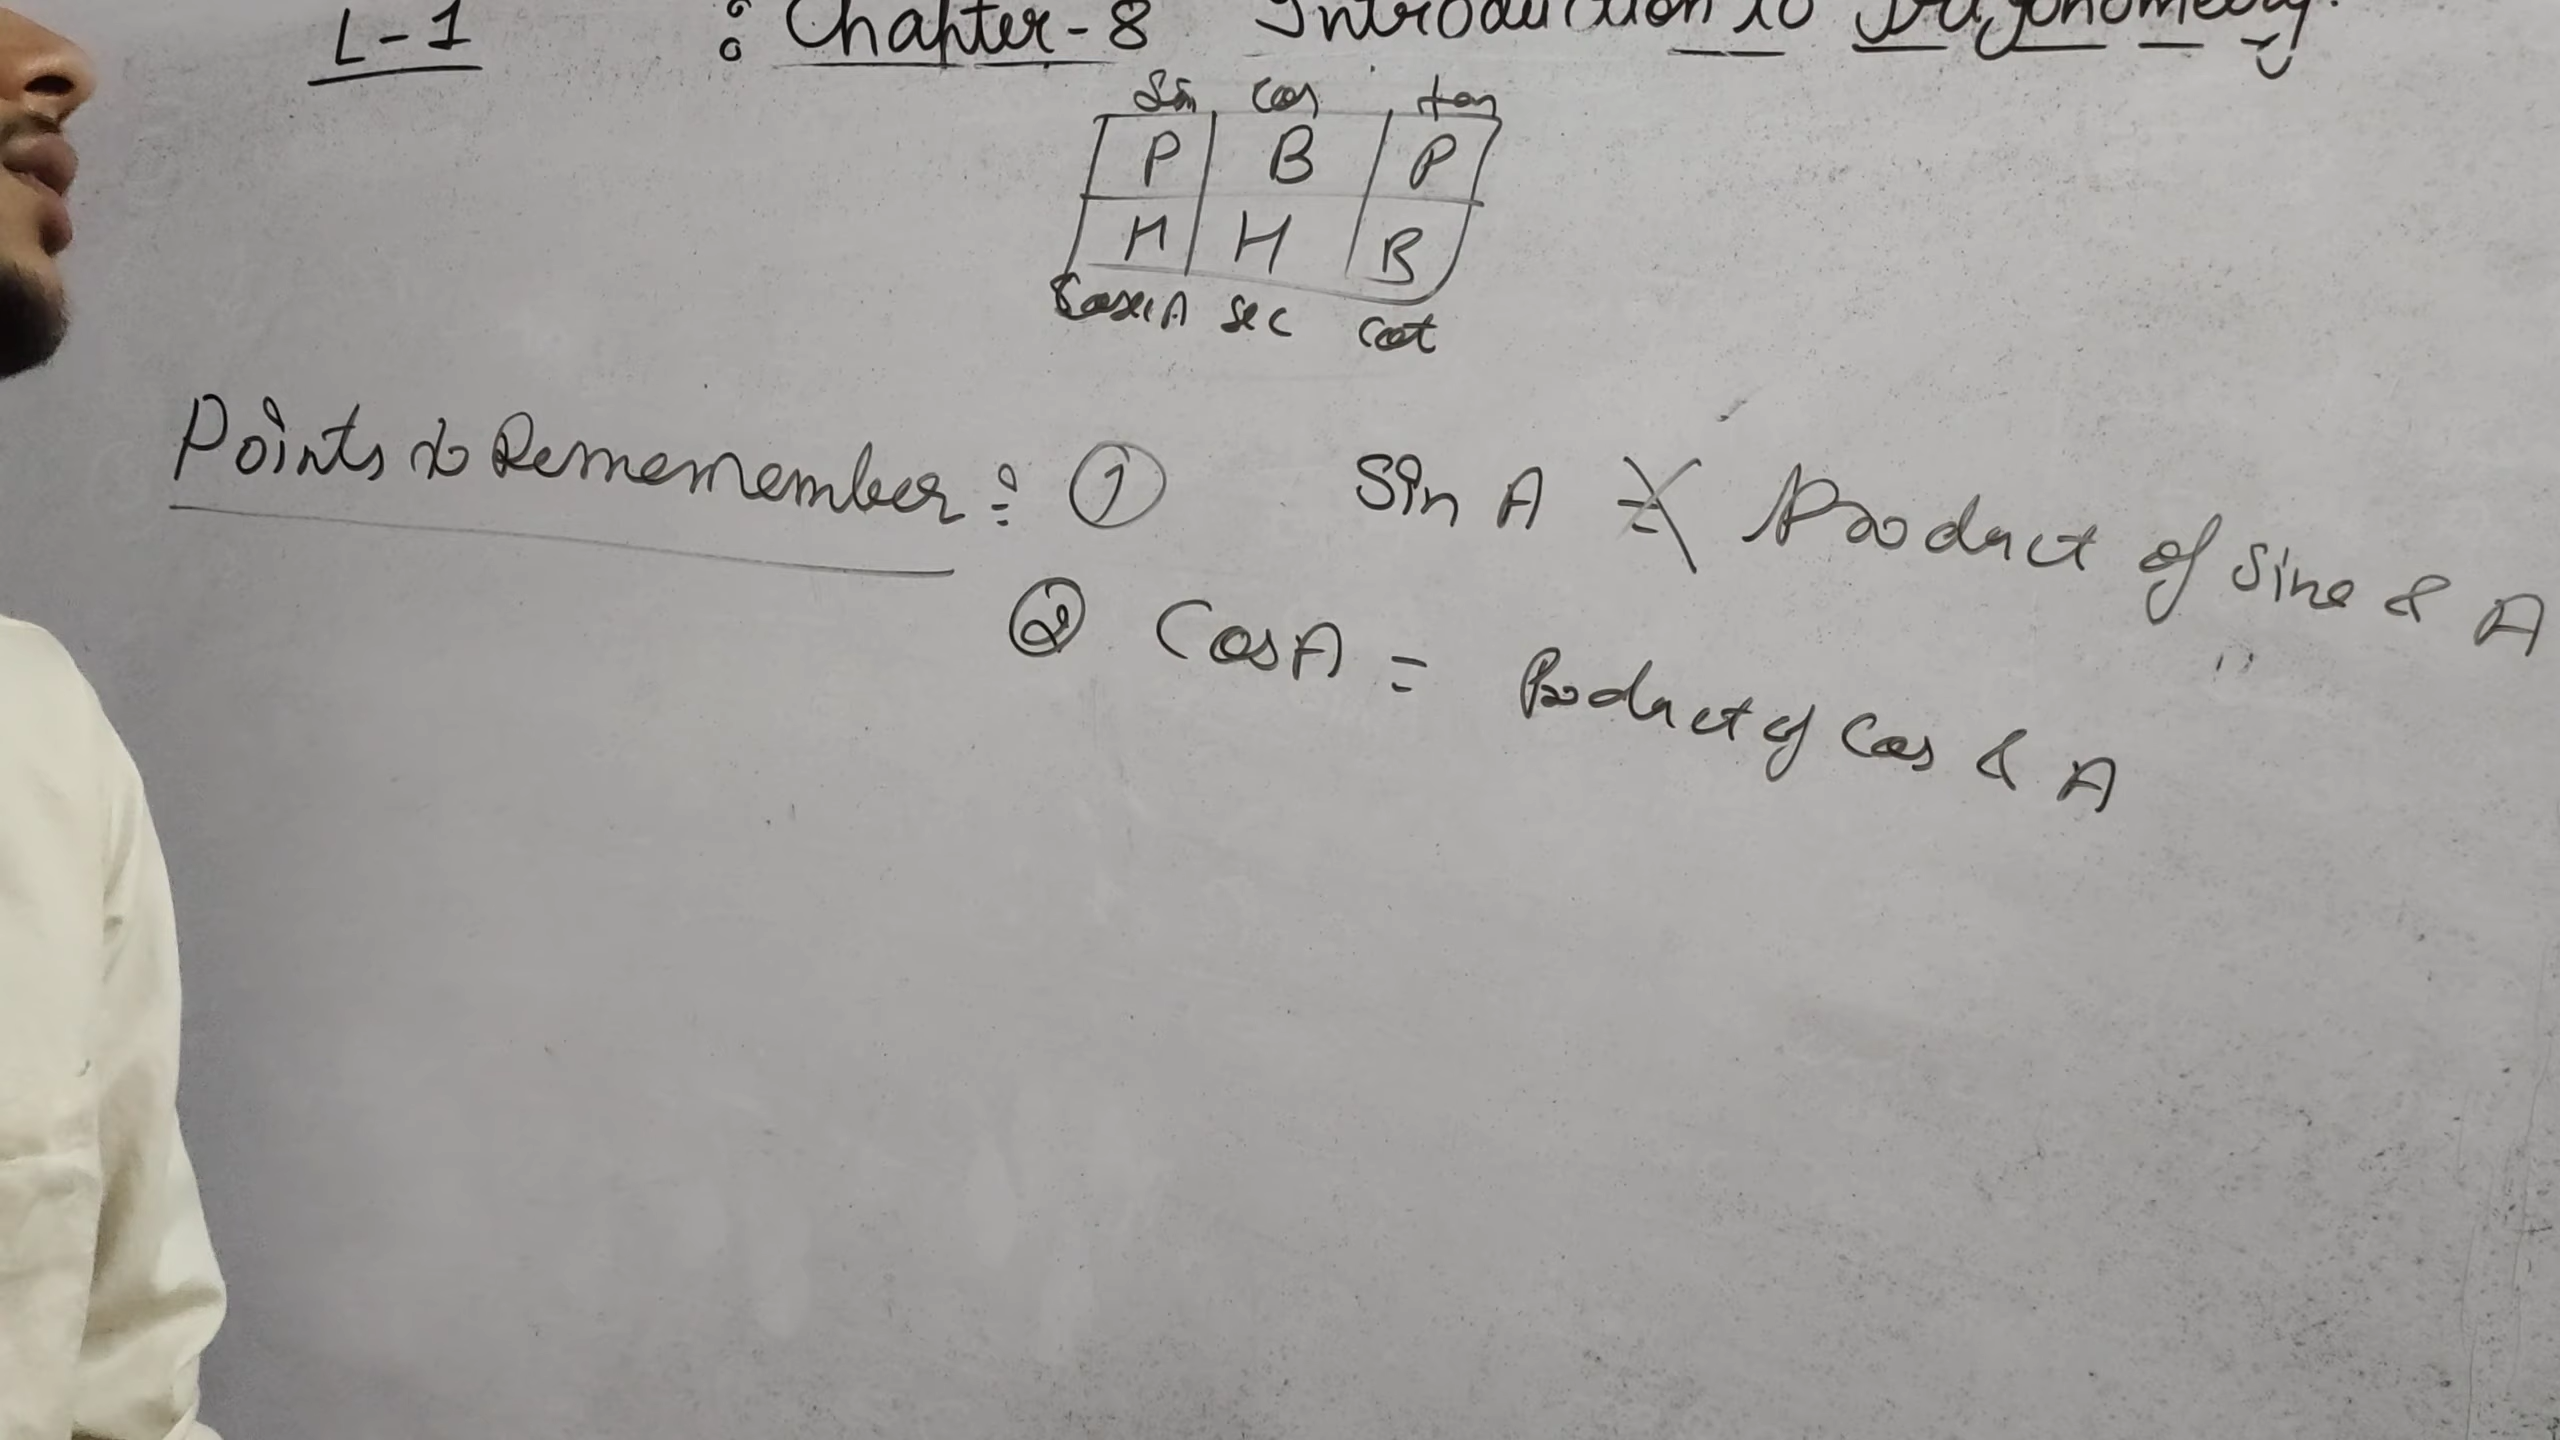 L-1 : Chapter-8 Introduction to Trigonometry.
Sin Cos tan
P B P
H H B
CosecA sec Cot
Points to Rememember :- ① Sin A ≠ Product of Sine & A
② CosA = Product of Cos & A